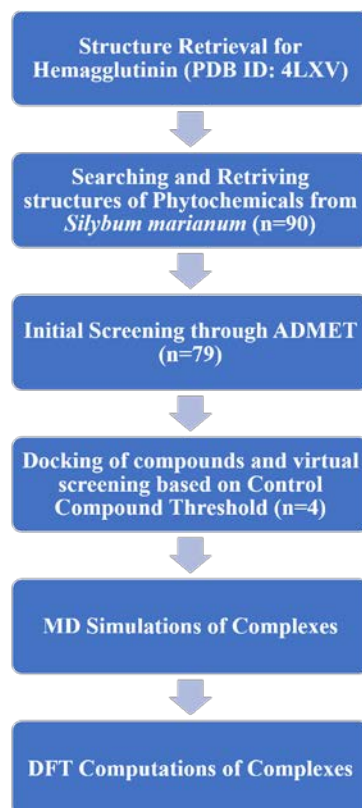 Structure Retrieval for
Hemagglutinin (PDB ID: 4LXV)
Searching and Retriving
structures of Phytochemicals from
Silybum marianum (n=90)
Initial Screening through ADMET
(n=79)
Docking of compounds and virtual
screening based on Control
Compound Threshold (n=4)
MD Simulations of Complexes
DFT Computations of Complexes